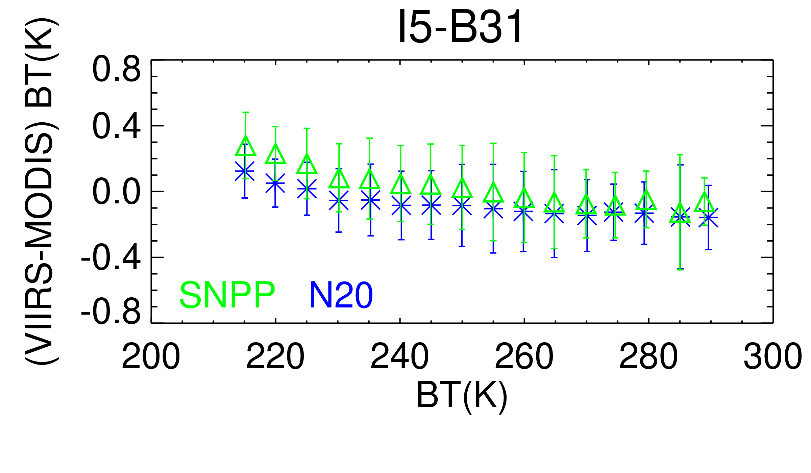 I5-B31
(VIIRS-MODIS) BT(K)
0.8
0.4
0.0
-0.4
-0.8
SNPP N20
200 220 240 260 280 300
BT(K)